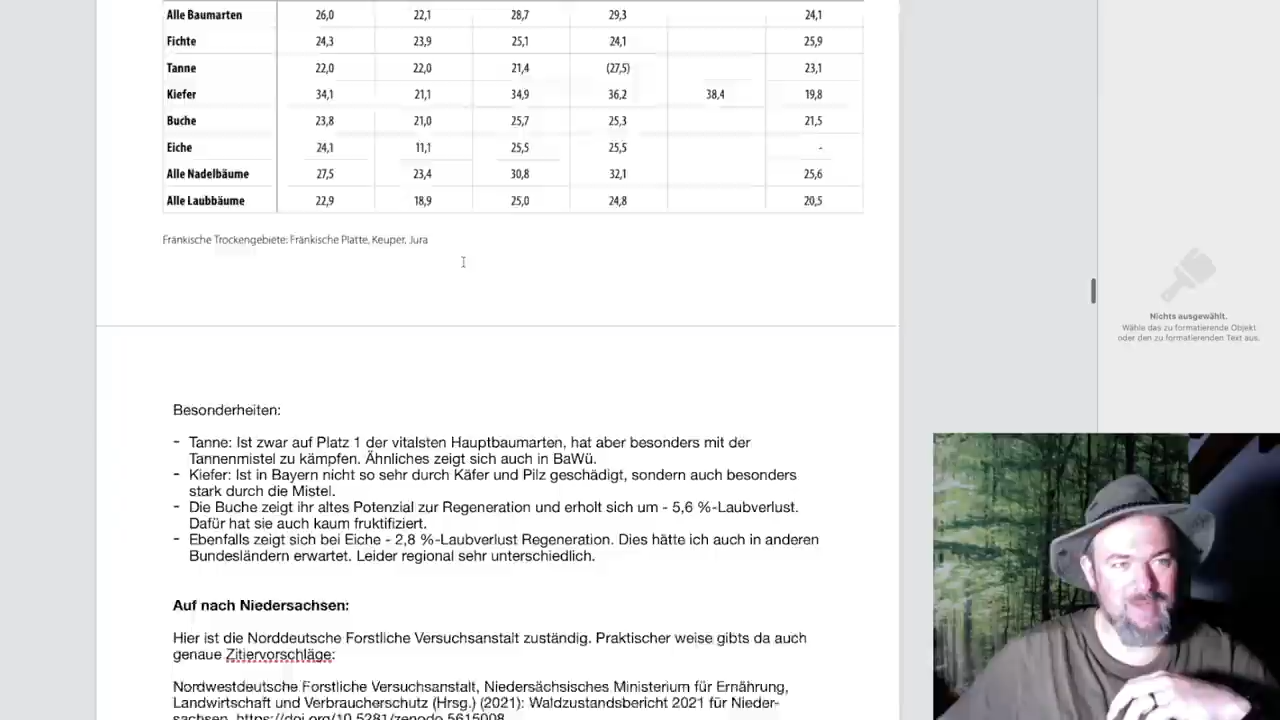 Alle Baumarten 26,0 22,1 28,7 29,3 24,1
Fichte 24,3 23,9 25,1 24,1 25,9
Tanne 22,0 22,0 21,4 (27,5) 23,1
Kiefer 34,1 21,1 34,9 36,2 38,4 19,8
Buche 23,8 21,0 25,7 25,3 21,5
Eiche 24,1 11,1 25,5 25,5 -
Alle Nadelbäume 27,5 23,4 30,8 32,1 25,6
Alle Laubbäume 22,9 18,9 25,0 24,8 20,5
Fränkische Trockengebiete: Fränkische Platte, Keuper, Jura
Besonderheiten:
- Tanne: Ist zwar auf Platz 1 der vitalsten Hauptbaumarten, hat aber besonders mit der
Tannenmistel zu kämpfen. Ähnliches zeigt sich auch in BaWü.
- Kiefer: Ist in Bayern nicht so sehr durch Käfer und Pilz geschädigt, sondern auch besonders
stark durch die Mistel.
- Die Buche zeigt ihr altes Potenzial zur Regeneration und erholt sich um - 5,6 %-Laubverlust.
Dafür hat sie auch kaum fruktifiziert.
- Ebenfalls zeigt sich bei Eiche - 2,8 %-Laubverlust Regeneration. Dies hätte ich auch in anderen
Bundesländern erwartet. Leider regional sehr unterschiedlich.
Auf nach Niedersachsen:
Hier ist die Norddeutsche Forstliche Versuchsanstalt zuständig. Praktischer weise gibts da auch
genaue Zitiervorschläge:
Nordwestdeutsche Forstliche Versuchsanstalt, Niedersächsisches Ministerium für Ernährung,
Landwirtschaft und Verbraucherschutz (Hrsg.) (2021): Waldzustandsbericht 2021 für Nieder-
sachsen. https://doi.org/10.5281/zenodo.5615008
Nichts ausgewählt.
Wähle das zu formatierende Objekt
oder den zu formatierenden Text aus.